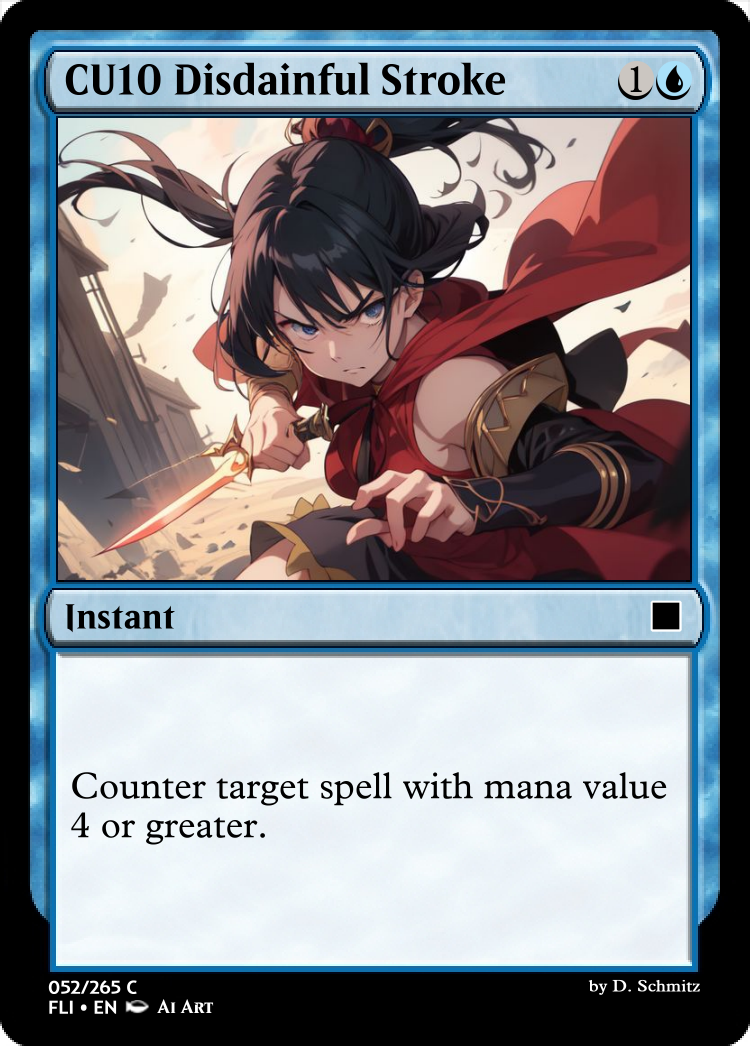 CU10 Disdainful Stroke 1
Instant
Counter target spell with mana value
4 or greater.
052/265 C
by D. Schmitz
FLI • EN AI ART